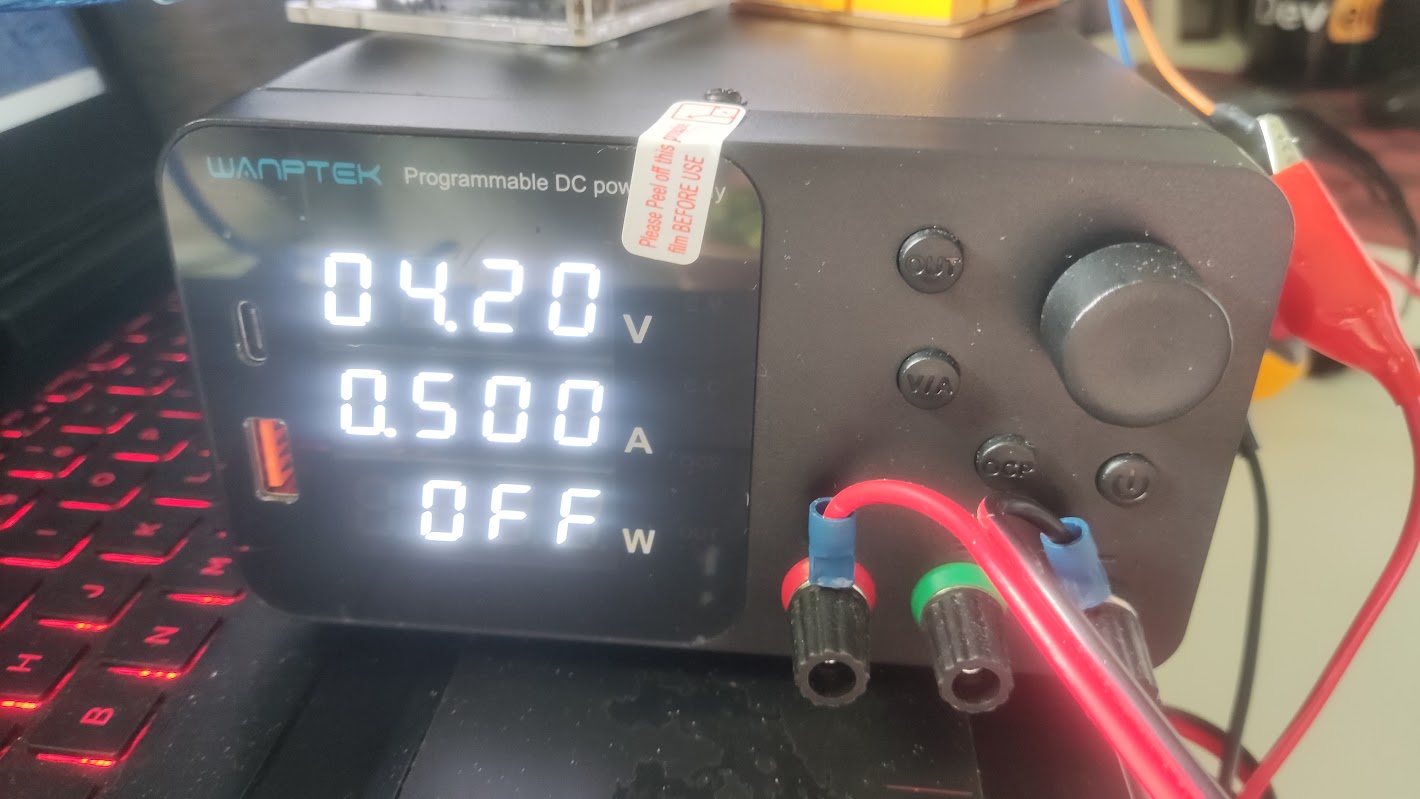 WANPTEK Programmable DC pow
Please Peel off this
film BEFORE USE
04.20 V
0.500 A
OFF W
OUT
V/A
OCP
M
K
J
N
H
B